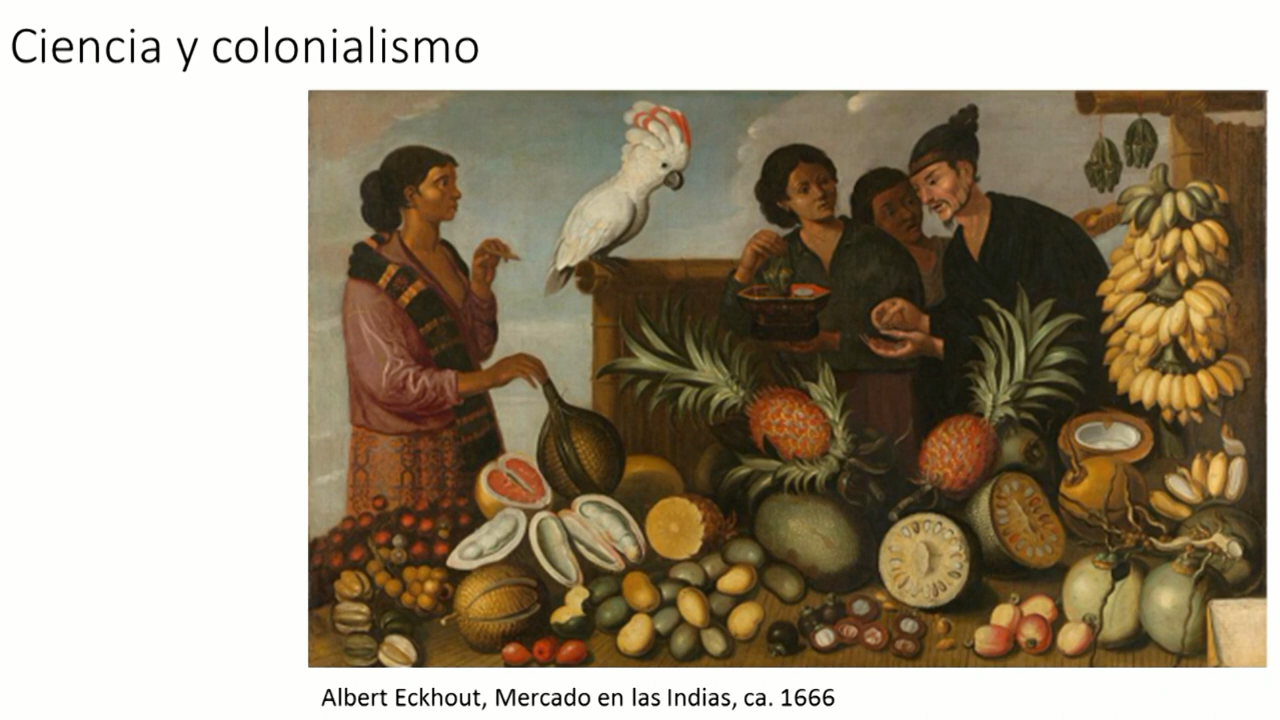 Ciencia y colonialismo
Albert Eckhout, Mercado en las Indias, ca. 1666